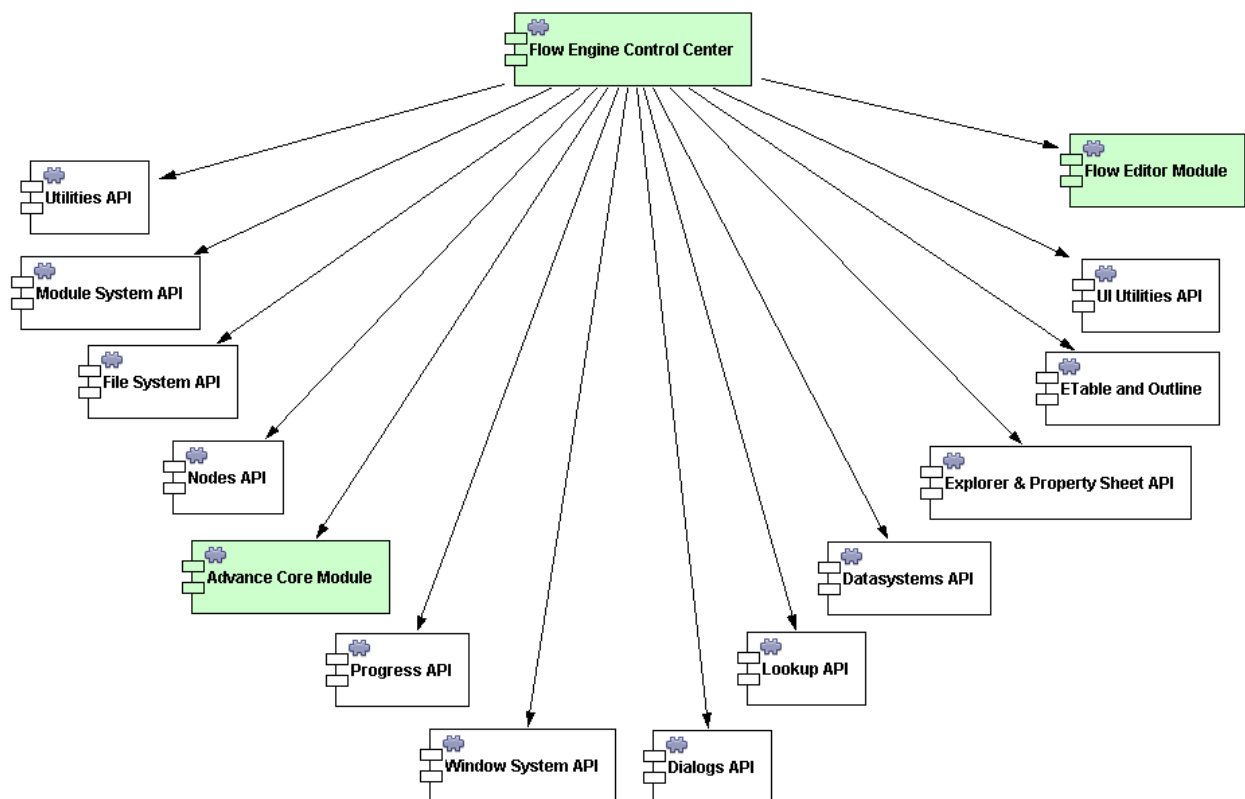 Flow Engine Control Center
Flow Editor Module
Utilities API
Module System API
UI Utilities API
File System API
ETable and Outline
Nodes API
Explorer & Property Sheet API
Advance Core Module
Datasystems API
Progress API
Lookup API
Window System API
Dialogs API